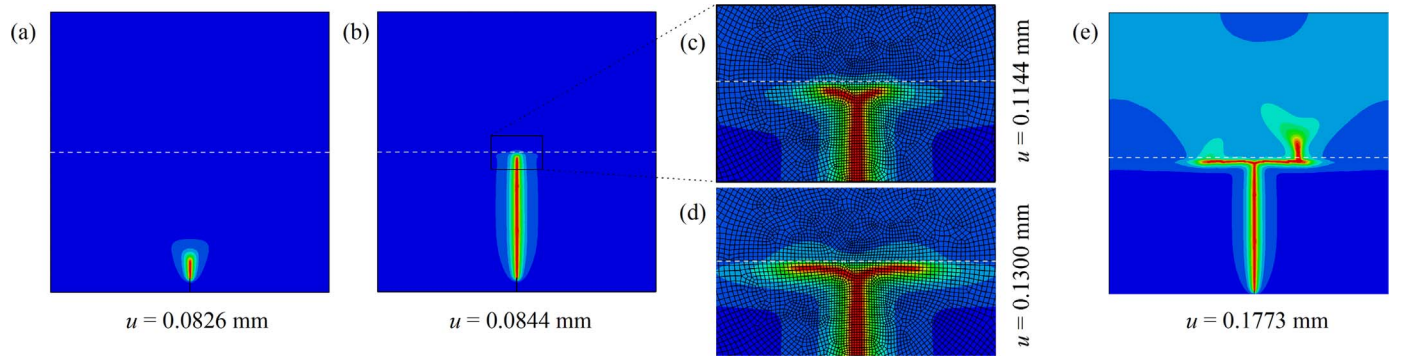 (a)
u = 0.0826 mm
(b)
u = 0.0844 mm
(c)
u = 0.1144 mm
(d)
u = 0.1300 mm
(e)
u = 0.1773 mm